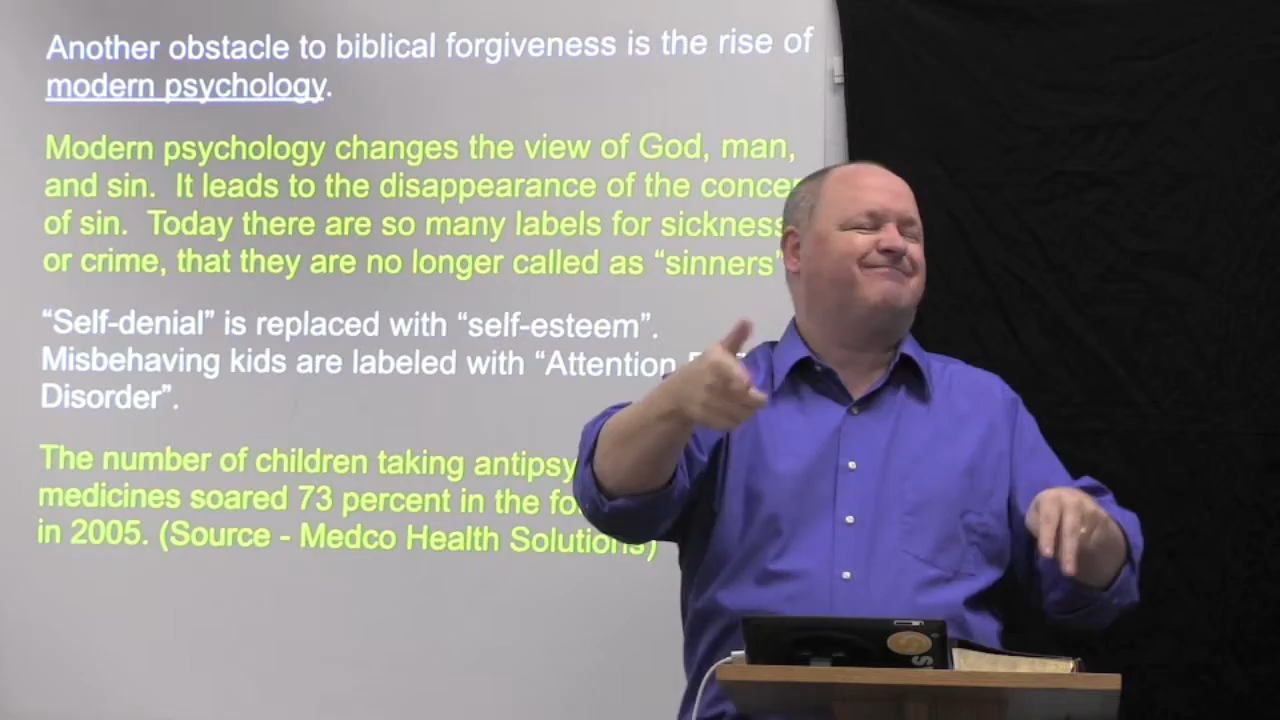 Another obstacle to biblical forgiveness is the rise of
modern psychology.
Modern psychology changes the view of God, man,
and sin.  It leads to the disappearance of the
of sin.  Today there are so many labels for sickness
or crime, that they are no longer called as “sinners”
“Self-denial” is replaced with “self-esteem”.
Misbehaving kids are labeled with “Attention
Disorder”.
The number of children taking
medicines soared 73 percent in the
in 2005. (Source - Medco Health Solutions)